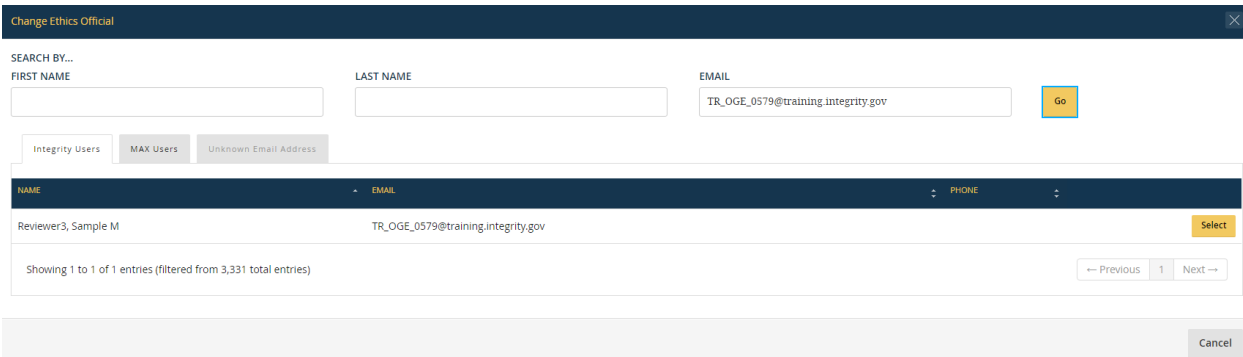 Change Ethics Official
SEARCH BY...
FIRST NAME LAST NAME EMAIL
TR_OGE_0579@training.integrity.gov Go
Integrity Users MAX Users Unknown Email Address
NAME EMAIL PHONE
Reviewer3, Sample M TR_OGE_0579@training.integrity.gov Select
Showing 1 to 1 of 1 entries (filtered from 3,331 total entries) ← Previous 1 Next →
Cancel